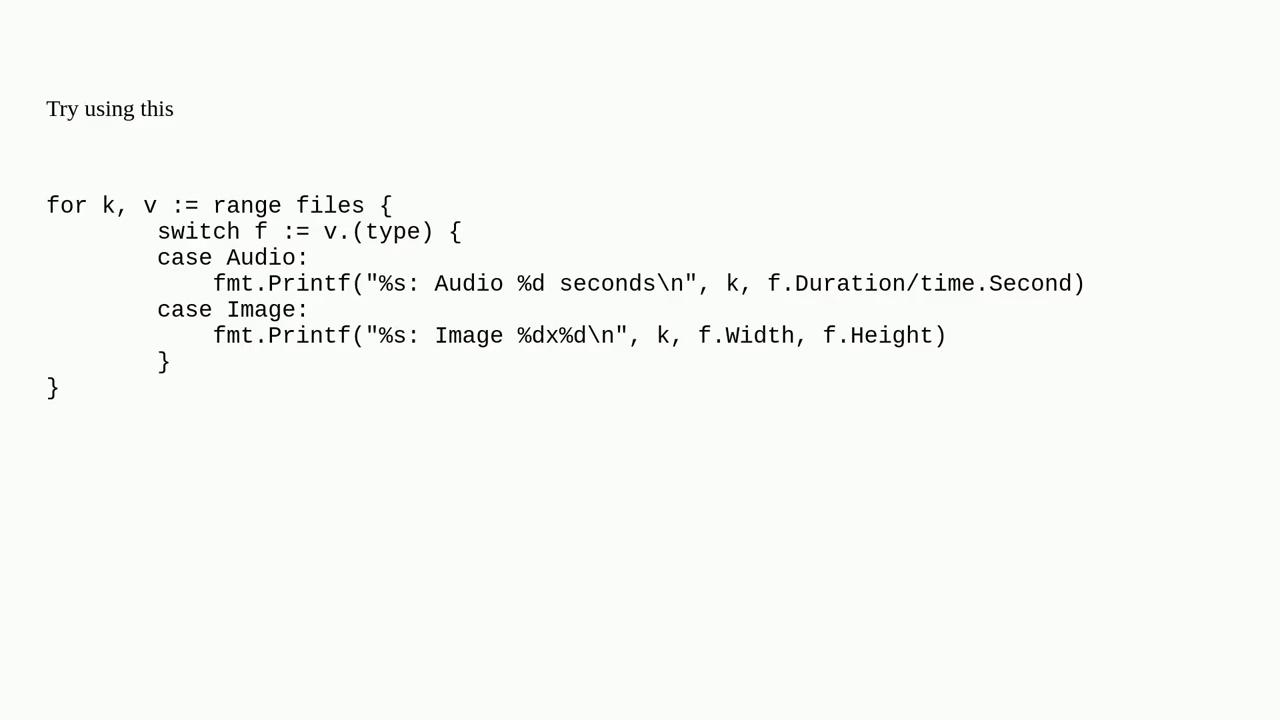 Try using this
for k, v := range files {
        switch f := v.(type) {
        case Audio:
            fmt.Printf("%s: Audio %d seconds\n", k, f.Duration/time.Second)
        case Image:
            fmt.Printf("%s: Image %dx%d\n", k, f.Width, f.Height)
        }
}